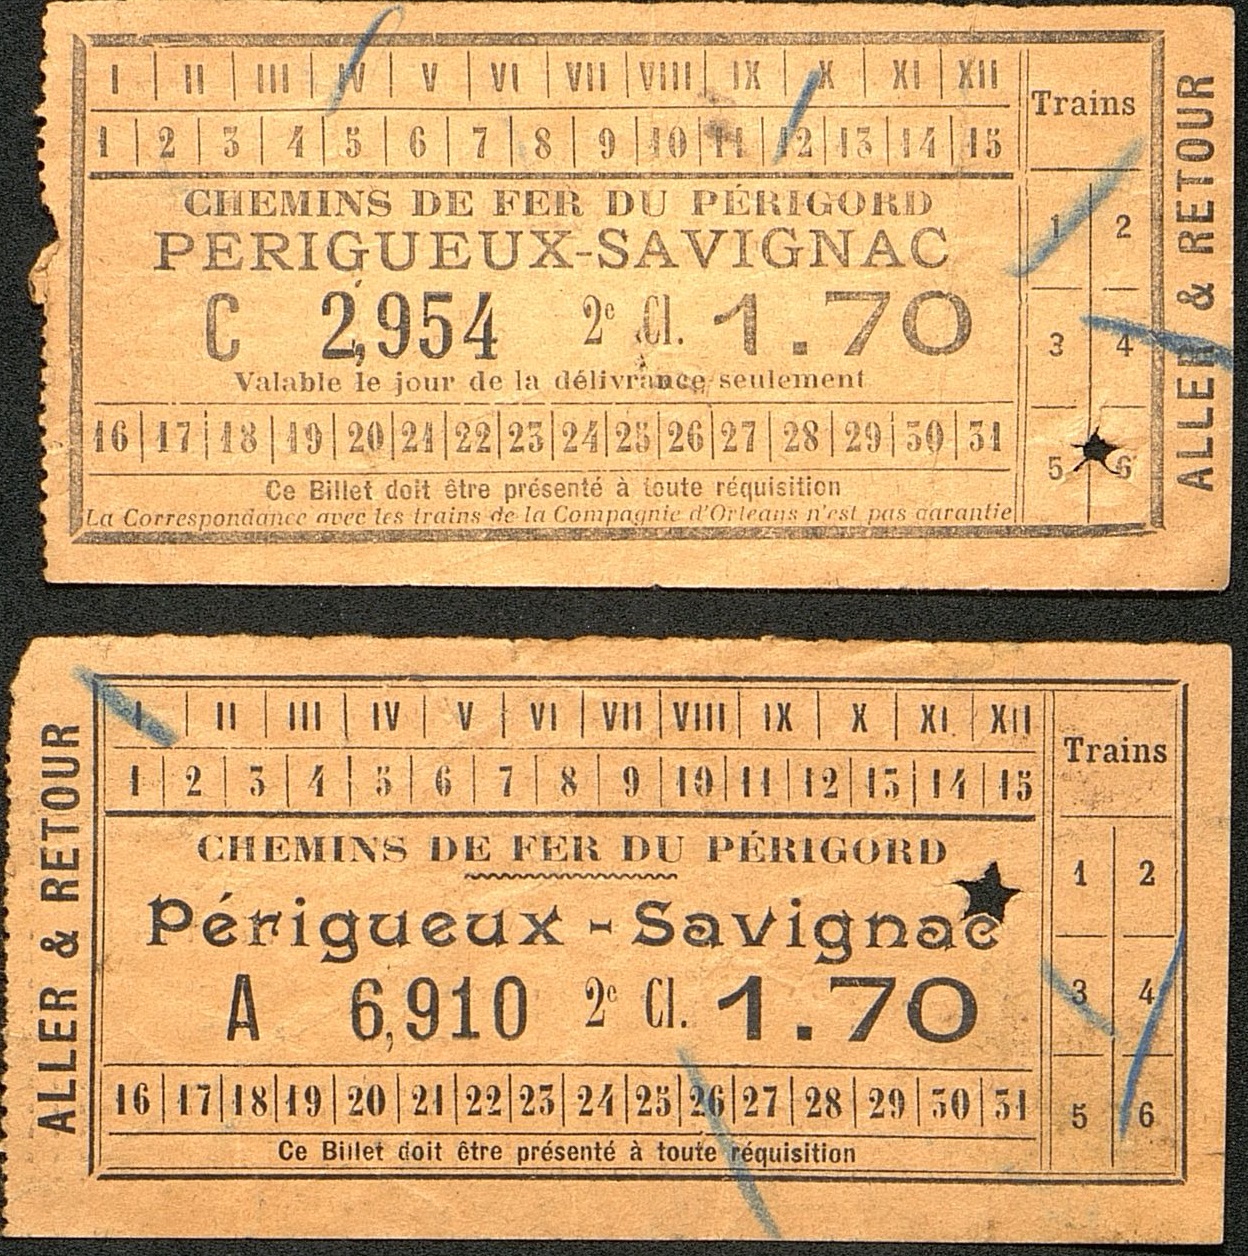 I II III IV V VI VII VIII IX X XI XII
1 2 3 4 5 6 7 8 9 10 11 12 13 14 15
CHEMINS DE FER DU PÉRIGORD
PERIGUEUX-SAVIGNAC
C 2,954 2e Cl. 1.70
Valable le jour de la délivrance seulement
16 17 18 19 20 21 22 23 24 25 26 27 28 29 30 31
Ce Billet doit être présenté à toute réquisition
La Correspondance avec les trains de la Compagnie d'Orleans n'est pas garantie
Trains
1 2
3 4
5 6
ALLER & RETOUR
ALLER & RETOUR
I II III IV V VI VII VIII IX X XI XII
1 2 3 4 5 6 7 8 9 10 11 12 13 14 15
CHEMINS DE FER DU PÉRIGORD
Périgueux - Savignac
A 6,910 2e Cl. 1.70
16 17 18 19 20 21 22 23 24 25 26 27 28 29 30 31
Ce Billet doit être présenté à toute réquisition
Trains
1 2
3 4
5 6